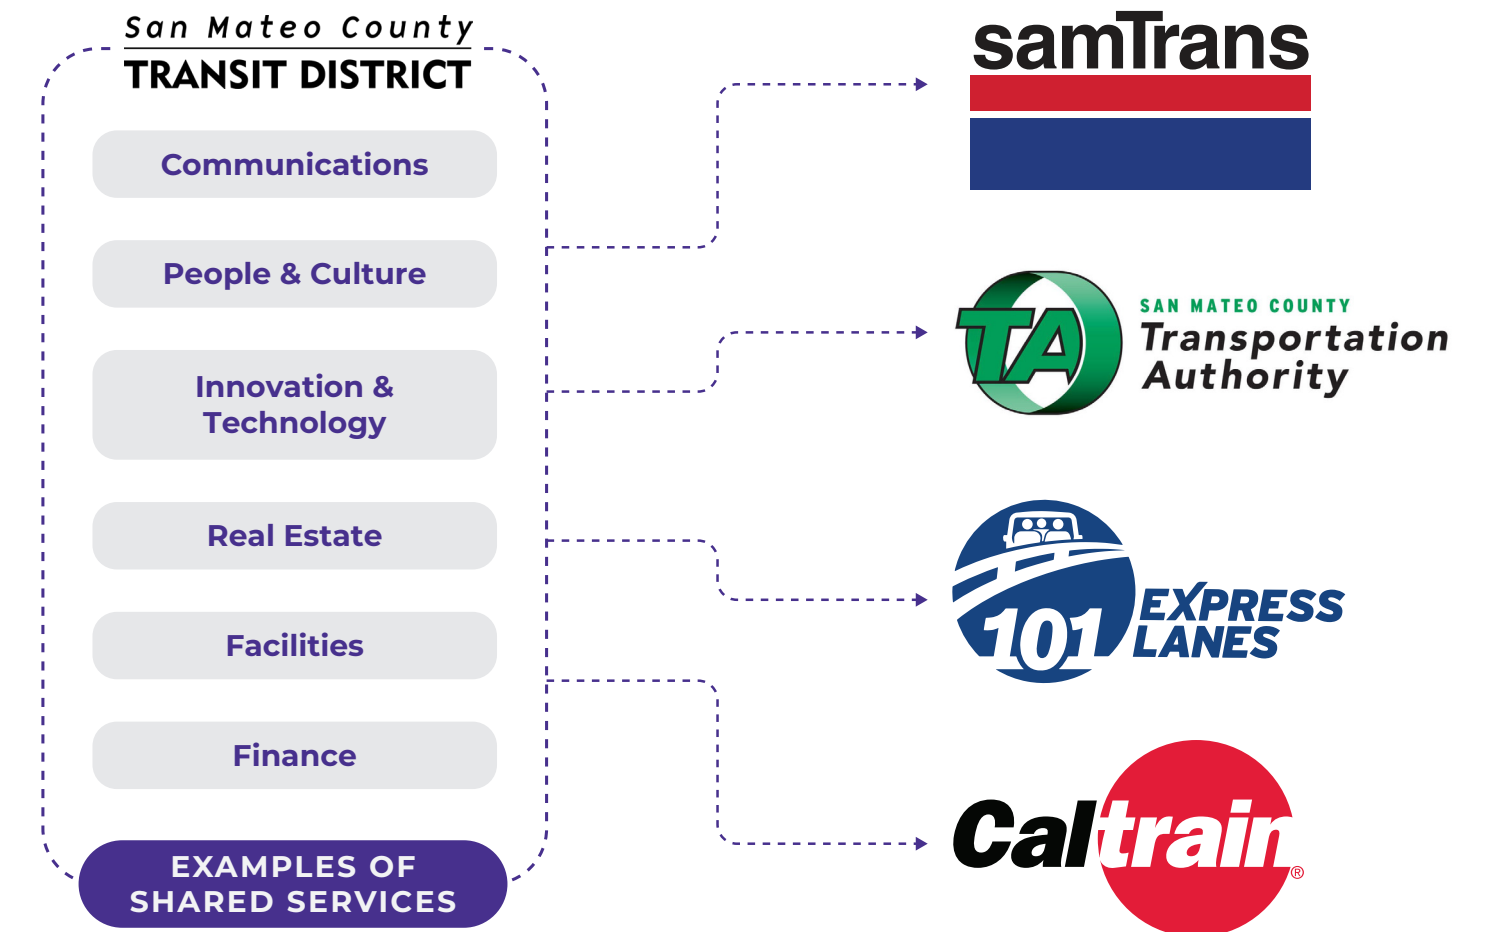 San Mateo County
TRANSIT DISTRICT
Communications
People & Culture
Innovation &
Technology
Real Estate
Facilities
Finance
EXAMPLES OF
SHARED SERVICES
samTrans
TA
SAN MATEO COUNTY
Transportation
Authority
101
EXPRESS
LANES
Caltrain®